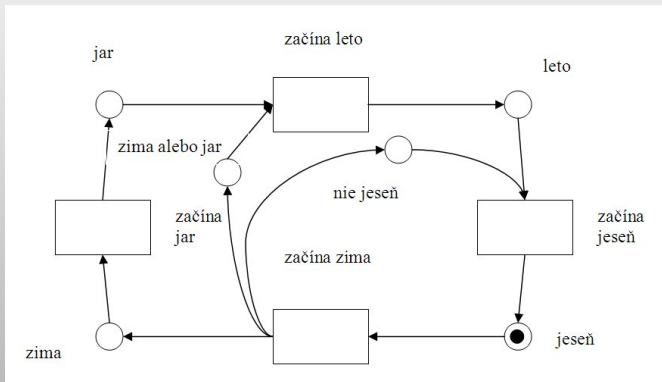 začína leto
jar
leto
zima alebo jar
nie jeseň
začína
jar
začína
jeseň
začína zima
jeseň
zima